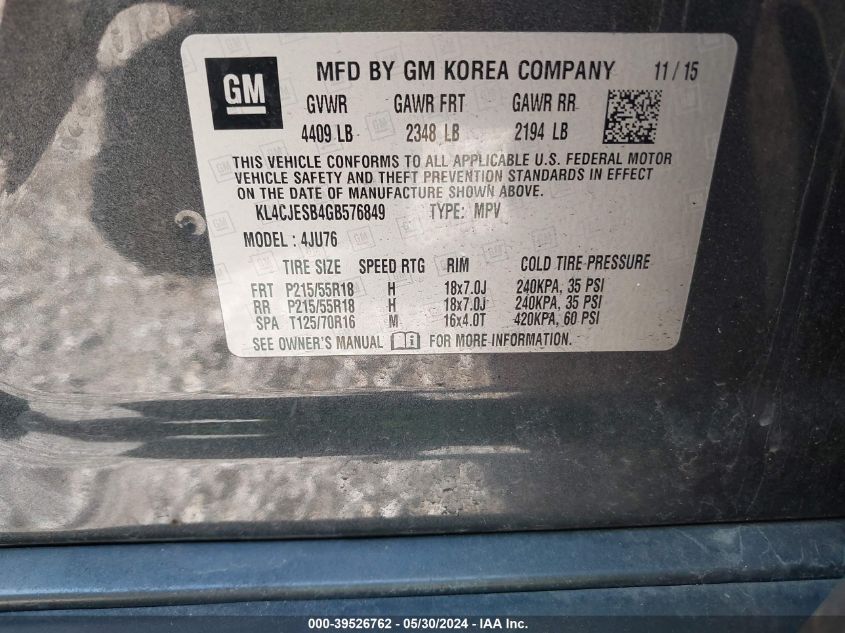 GM
MFD BY GM KOREA COMPANY 11/15
GVWR GAWR FRT GAWR RR
4409 LB 2348 LB 2194 LB
THIS VEHICLE CONFORMS TO ALL APPLICABLE U.S. FEDERAL MOTOR
VEHICLE SAFETY AND THEFT PREVENTION STANDARDS IN EFFECT
ON THE DATE OF MANUFACTURE SHOWN ABOVE.
KL4CJESB4GB576849 TYPE: MPV
MODEL : 4JU76
TIRE SIZE SPEED RTG RIM COLD TIRE PRESSURE
FRT P215/55R18 H 18x7.0J 240KPA, 35 PSI
RR P215/55R18 H 18x7.0J 240KPA, 35 PSI
SPA T125/70R16 M 16x4.0T 420KPA, 60 PSI
SEE OWNER'S MANUAL FOR MORE INFORMATION.
000-39526762 - 05/30/2024 - IAA Inc.